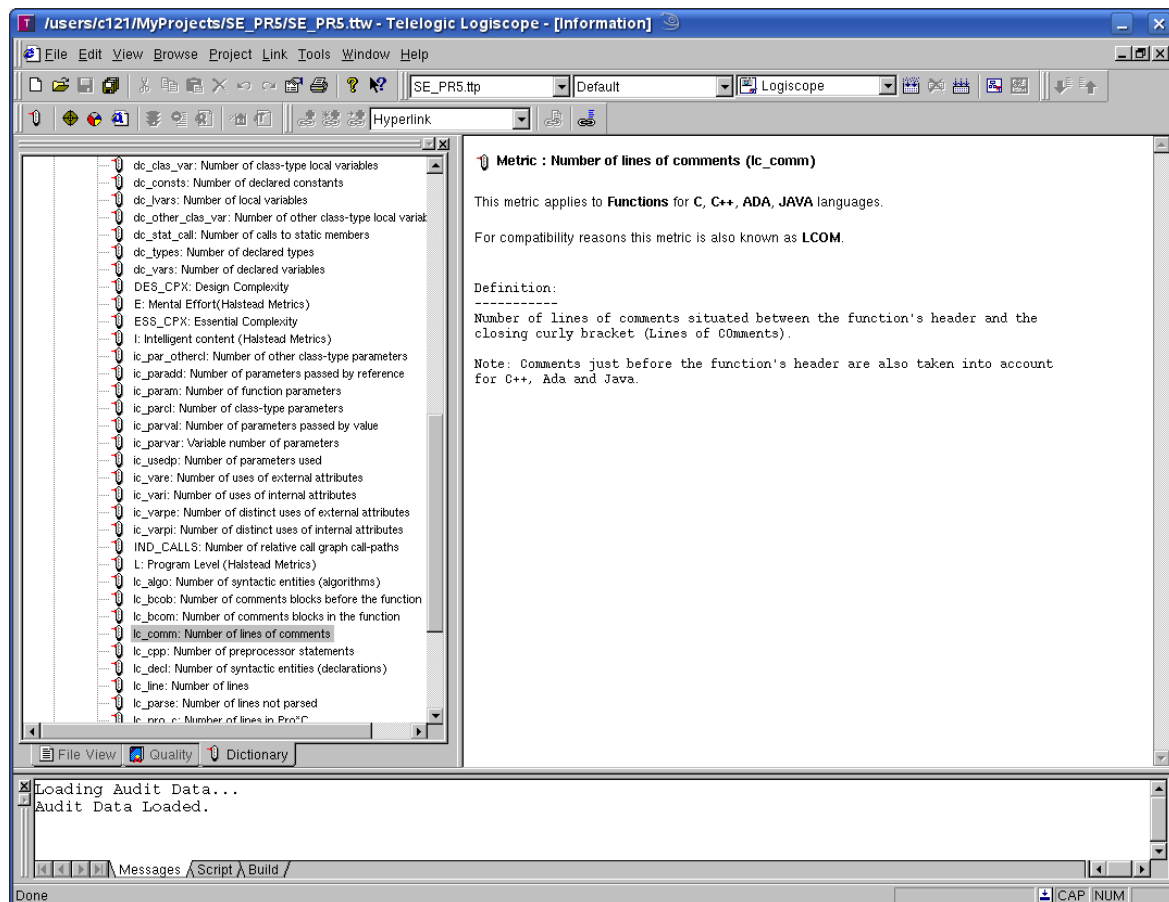 /users/c121/MyProjects/SE_PR5/SE_PR5.ttw - Telelogic Logiscope - [Information]
File Edit View Browse Project Link Tools Window Help
SE_PR5.ttp Default Logiscope
Hyperlink
dc_clas_var: Number of class-type local variables
dc_consts: Number of declared constants
dc_lvars: Number of local variables
dc_other_clas_var: Number of other class-type local variab
dc_stat_call: Number of calls to static members
dc_types: Number of declared types
dc_vars: Number of declared variables
DES_CPX: Design Complexity
E: Mental Effort(Halstead Metrics)
ESS_CPX: Essential Complexity
I: Intelligent content (Halstead Metrics)
ic_par_othercl: Number of other class-type parameters
ic_paradd: Number of parameters passed by reference
ic_param: Number of function parameters
ic_parcl: Number of class-type parameters
ic_parval: Number of parameters passed by value
ic_parvar: Variable number of parameters
ic_usedp: Number of parameters used
ic_vare: Number of uses of external attributes
ic_vari: Number of uses of internal attributes
ic_varpe: Number of distinct uses of external attributes
ic_varpi: Number of distinct uses of internal attributes
IND_CALLS: Number of relative call graph call-paths
L: Program Level (Halstead Metrics)
lc_algo: Number of syntactic entities (algorithms)
lc_bcob: Number of comments blocks before the function
lc_bcom: Number of comments blocks in the function
lc_comm: Number of lines of comments
lc_cpp: Number of preprocessor statements
lc_decl: Number of syntactic entities (declarations)
lc_line: Number of lines
lc_parse: Number of lines not parsed
lc_pro_c: Number of lines in Pro*C
File View Quality Dictionary
Metric : Number of lines of comments (lc_comm)
This metric applies to Functions for C, C++, ADA, JAVA languages.
For compatibility reasons this metric is also known as LCOM.
Definition:
-----------
Number of lines of comments situated between the function's header and the
closing curly bracket (Lines of COmments).
Note: Comments just before the function's header are also taken into account
for C++, Ada and Java.
Loading Audit Data...
Audit Data Loaded.
Messages Script Build
Done CAP NUM